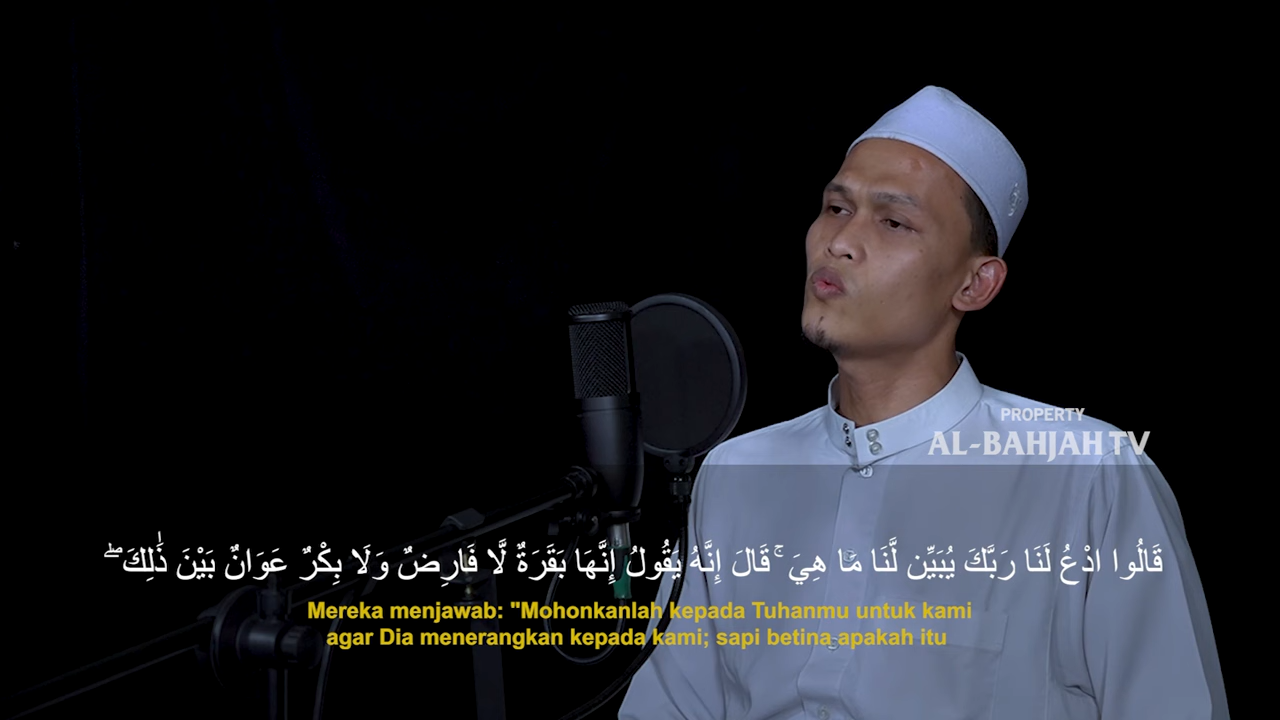 PROPERTY
AL-BAHJAH TV
قَالُوا ادْعُ لَنَا رَبَّكَ يُبَيِّن لَّنَا مَا هِيَ ۚ قَالَ إِنَّهُ يَقُولُ إِنَّهَا بَقَرَةٌ لَّا فَارِضٌ وَلَا بِكْرٌ عَوَانٌ بَيْنَ ذَٰلِكَ ۖ
Mereka menjawab: "Mohonkanlah kepada Tuhanmu untuk kami
agar Dia menerangkan kepada kami; sapi betina apakah itu